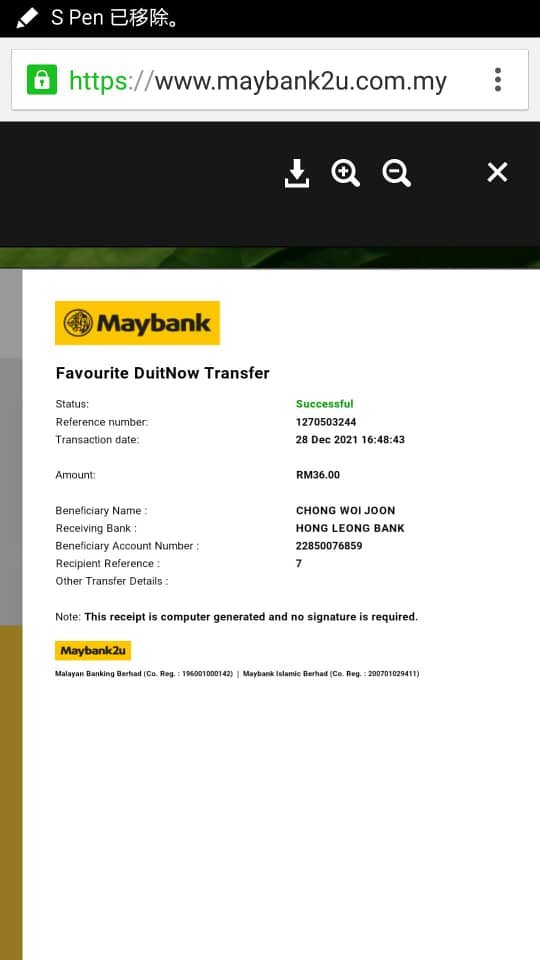 S Pen 已移除。
https://www.maybank2u.com.my
Maybank
Favourite DuitNow Transfer
Status: Successful
Reference number: 1270503244
Transaction date: 28 Dec 2021 16:48:43
Amount: RM36.00
Beneficiary Name : CHONG WOI JOON
Receiving Bank : HONG LEONG BANK
Beneficiary Account Number : 22850076859
Recipient Reference : 7
Other Transfer Details :
Note: This receipt is computer generated and no signature is required.
Maybank2u
Malayan Banking Berhad (Co. Reg. : 196001000142) | Maybank Islamic Berhad (Co. Reg. : 200701029411)